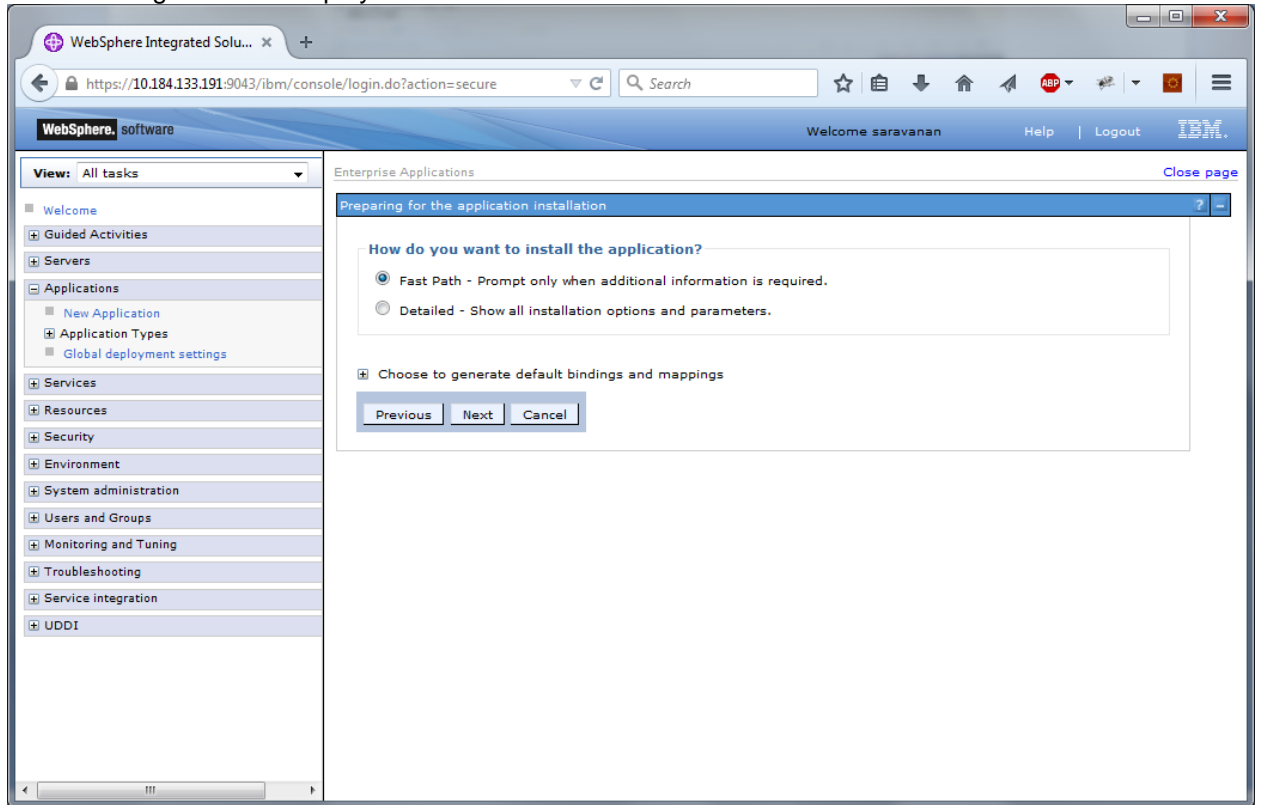 WebSphere Integrated Solu... × +
https://10.184.133.191:9043/ibm/console/login.do?action=secure Search ABP
WebSphere. software Welcome saravanan Help | Logout IBM.
View: All tasks
Enterprise Applications Close page
Welcome
Guided Activities
Servers
Applications
New Application
Application Types
Global deployment settings
Services
Resources
Security
Environment
System administration
Users and Groups
Monitoring and Tuning
Troubleshooting
Service integration
UDDI
Preparing for the application installation ? -
How do you want to install the application?
Fast Path - Prompt only when additional information is required.
Detailed - Show all installation options and parameters.
Choose to generate default bindings and mappings
Previous Next Cancel